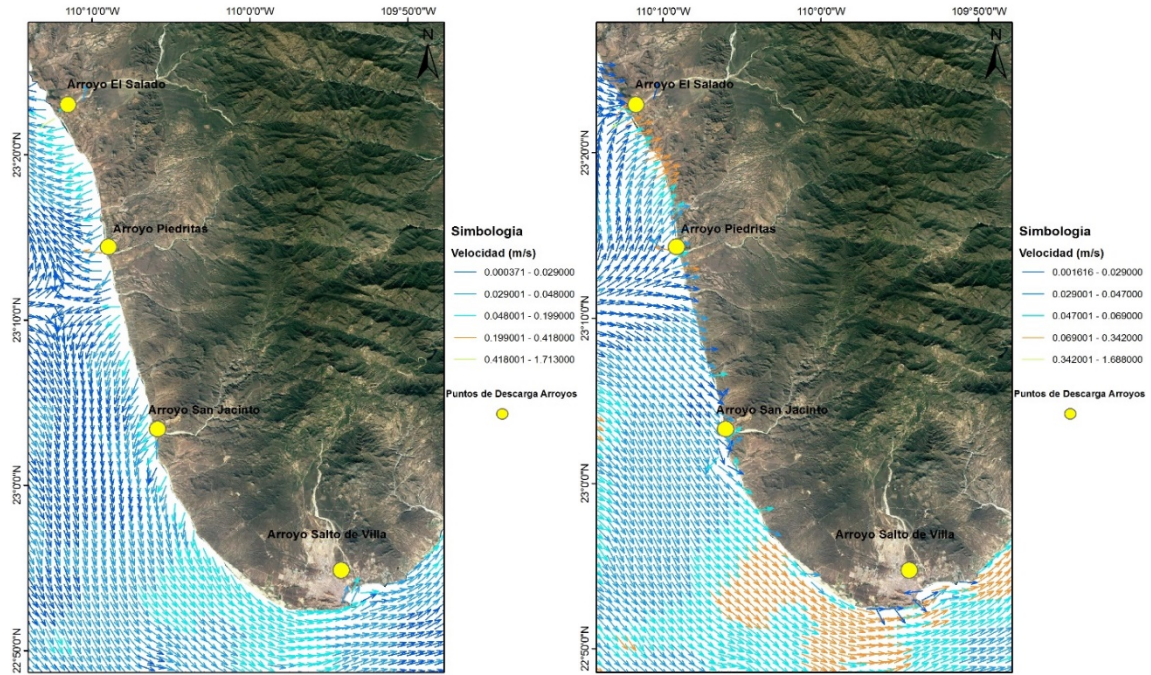 110°10'0"W 110°0'0"W 109°50'0"W
N
Arroyo El Salado
23°20'0"N
Arroyo Piedritas
23°10'0"N
Arroyo San Jacinto
23°0'0"N
Arroyo Salto de Villa
22°50'0"N
Simbología
Velocidad (m/s)
0.000371 - 0.029000
0.029001 - 0.048000
0.048001 - 0.199000
0.199001 - 0.418000
0.418001 - 1.713000
Puntos de Descarga Arroyos
110°10'0"W 110°0'0"W 109°50'0"W
N
Arroyo El Salado
23°20'0"N
Arroyo Piedritas
23°10'0"N
Arroyo San Jacinto
23°0'0"N
Arroyo Salto de Villa
22°50'0"N
Simbología
Velocidad (m/s)
0.001616 - 0.029000
0.029001 - 0.047000
0.047001 - 0.069000
0.069001 - 0.342000
0.342001 - 1.688000
Puntos de Descarga Arroyos